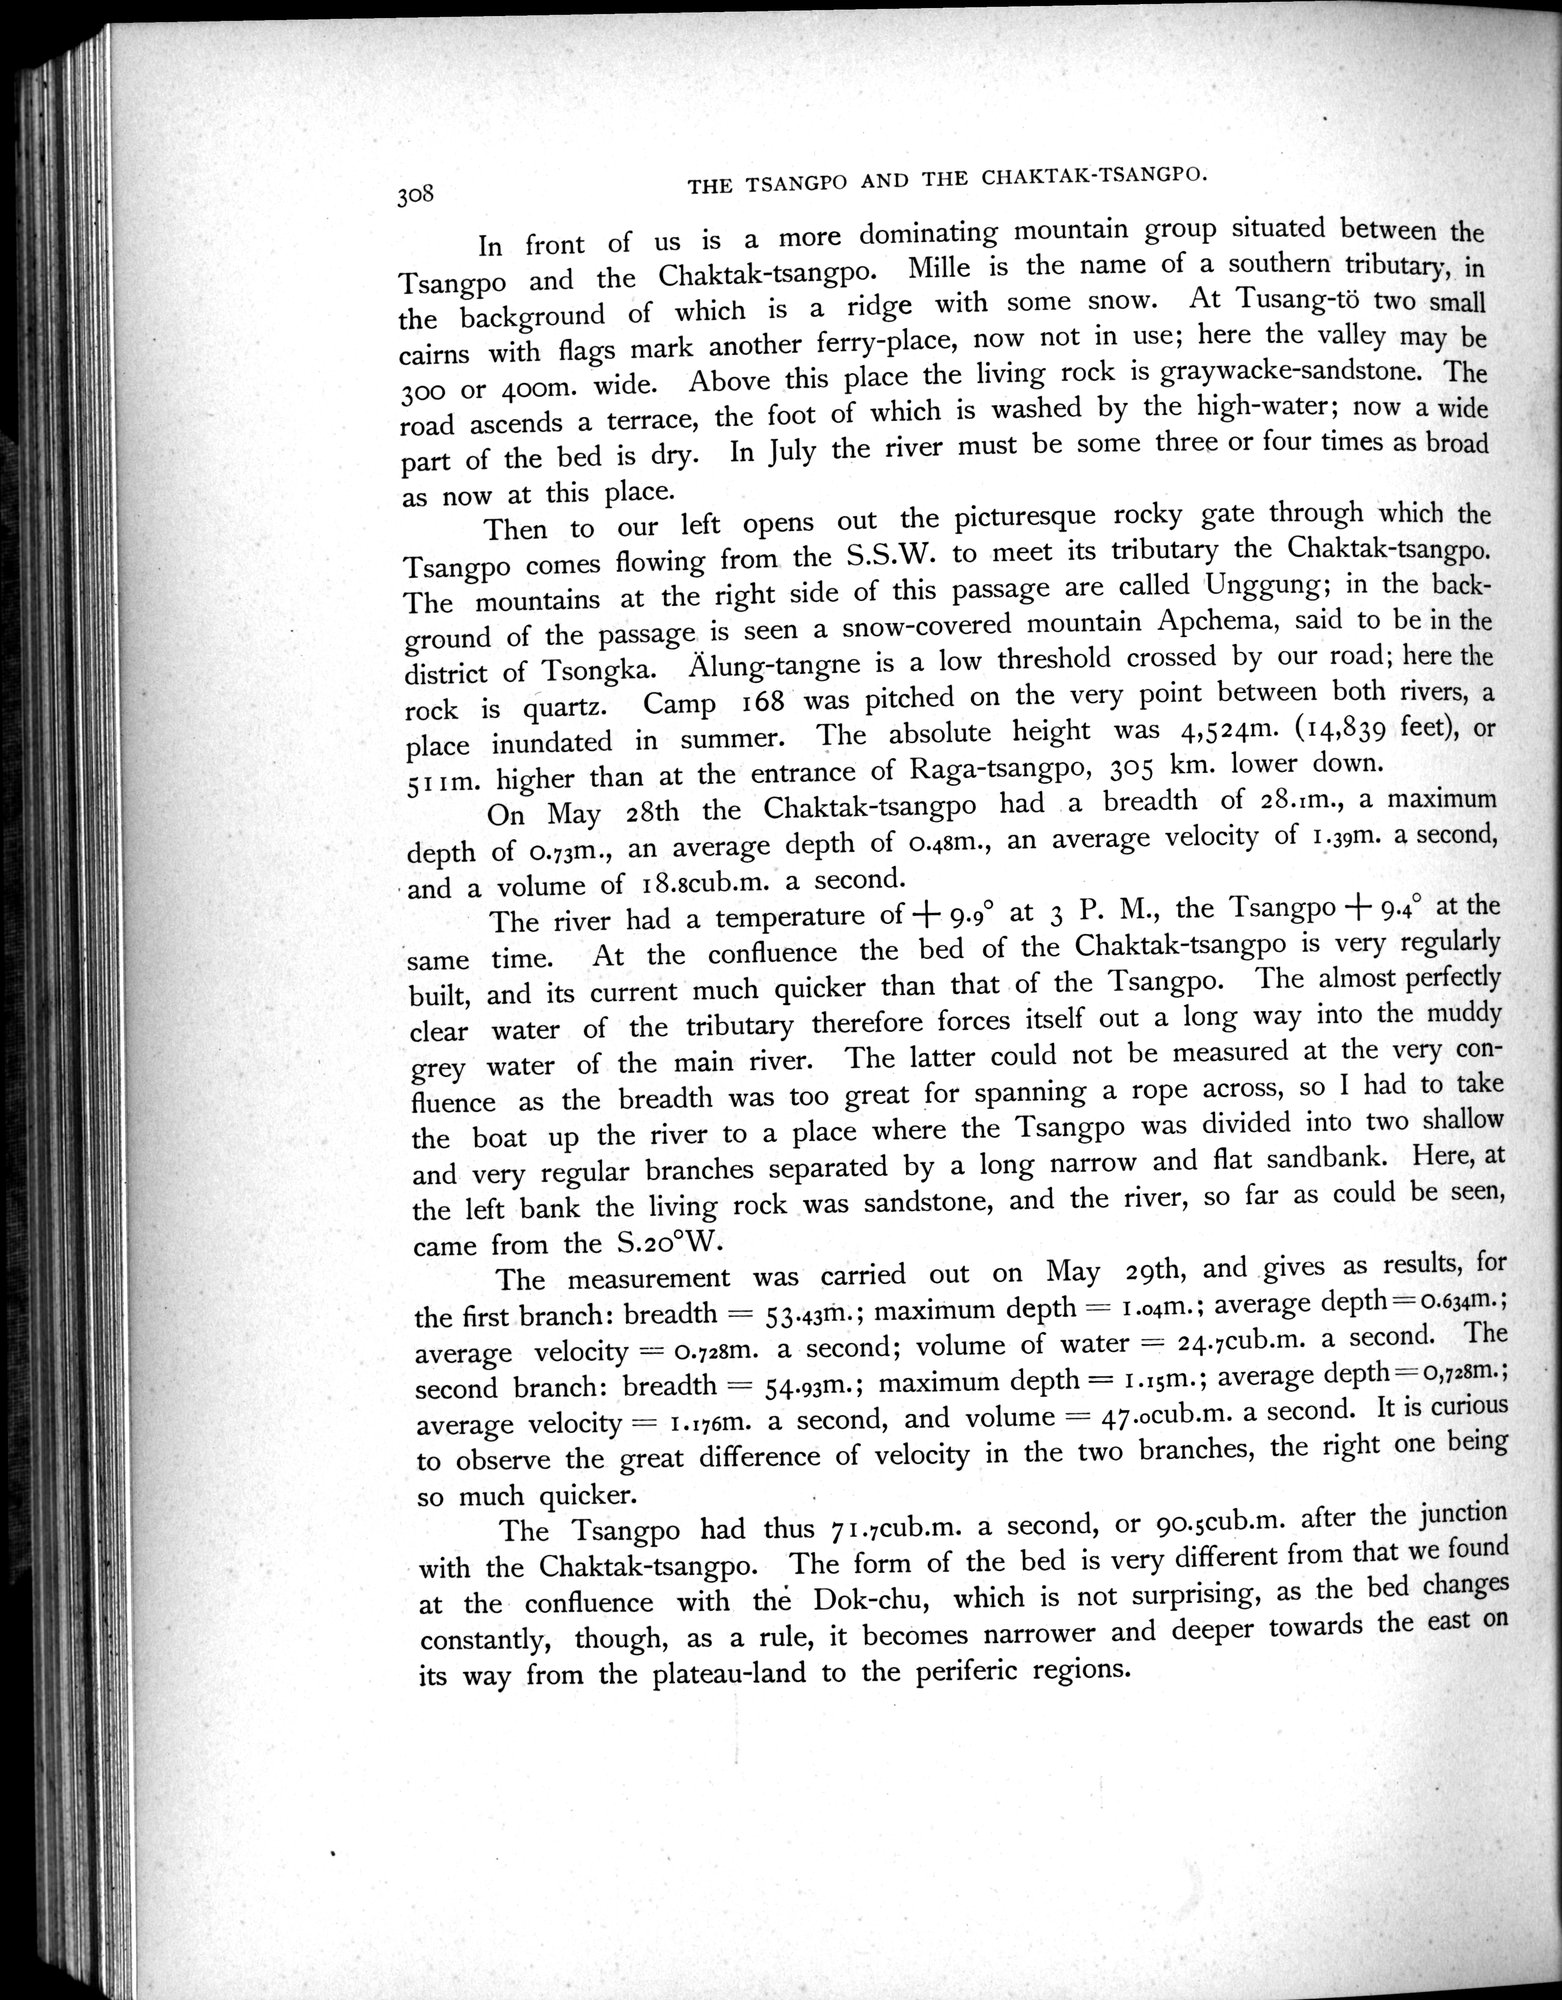 308
THE TSANGPO AND THE CHAKTAK-TSANGPO.
In front of us is a more dominating mountain group situated between the
Tsangpo and the Chaktak-tsangpo. Mille is the name of a southern tributary, in
the background of which is a ridge with some snow. At Tusang-tö two small
cairns with flags mark another ferry-place, now not in use; here the valley may be
300 or 400m. wide. Above this place the living rock is graywacke-sandstone. The
road ascends a terrace, the foot of which is washed by the high-water; now a wide
part of the bed is dry. In July the river must be some three or four times as broad
as now at this place.
Then to our left opens out the picturesque rocky gate through which the
Tsangpo comes flowing from the S.S.W. to meet its tributary the Chaktak-tsangpo.
The mountains at the right side of this passage are called Unggung; in the back-
ground of the passage is seen a snow-covered mountain Apchema, said to be in the
district of Tsongka. Älung-tangne is a low threshold crossed by our road; here the
rock is quartz. Camp 168 was pitched on the very point between both rivers, a
place inundated in summer. The absolute height was 4,524m. (14,839 feet), or
511m. higher than at the entrance of Raga-tsangpo, 305 km. lower down.
On May 28th the Chaktak-tsangpo had a breadth of 28.1m., a maximum
depth of 0.73m., an average depth of 0.48m., an average velocity of 1.39m. a second,
and a volume of 18.8cub.m. a second.
The river had a temperature of + 9.9° at 3 P. M., the Tsangpo + 9.4° at the
same time. At the confluence the bed of the Chaktak-tsangpo is very regularly
built, and its current much quicker than that of the Tsangpo. The almost perfectly
clear water of the tributary therefore forces itself out a long way into the muddy
grey water of the main river. The latter could not be measured at the very con-
fluence as the breadth was too great for spanning a rope across, so I had to take
the boat up the river to a place where the Tsangpo was divided into two shallow
and very regular branches separated by a long narrow and flat sandbank. Here, at
the left bank the living rock was sandstone, and the river, so far as could be seen,
came from the S.20°W.
The measurement was carried out on May 29th, and gives as results, for
the first branch: breadth = 53.43m.; maximum depth = 1.04m.; average depth=0.634m.;
average velocity = 0.728m. a second; volume of water = 24.7cub.m. a second. The
second branch: breadth = 54.93m.; maximum depth = 1.15m.; average depth=0,728m.;
average velocity = 1.176m. a second, and volume = 47.0cub.m. a second. It is curious
to observe the great difference of velocity in the two branches, the right one being
so much quicker.
The Tsangpo had thus 71.7cub.m. a second, or 90.5cub.m. after the junction
with the Chaktak-tsangpo. The form of the bed is very different from that we found
at the confluence with the Dok-chu, which is not surprising, as the bed changes
constantly, though, as a rule, it becomes narrower and deeper towards the east on
its way from the plateau-land to the periferic regions.